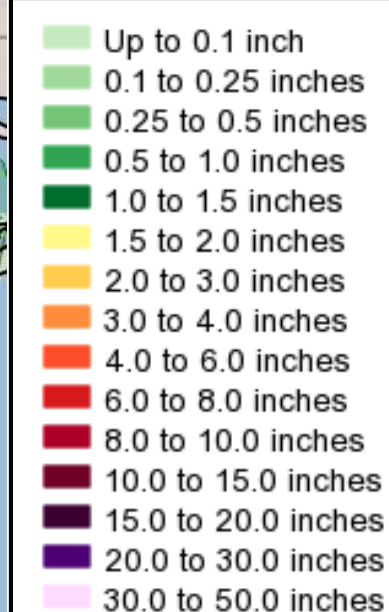 Up to 0.1 inch
0.1 to 0.25 inches
0.25 to 0.5 inches
0.5 to 1.0 inches
1.0 to 1.5 inches
1.5 to 2.0 inches
2.0 to 3.0 inches
3.0 to 4.0 inches
4.0 to 6.0 inches
6.0 to 8.0 inches
8.0 to 10.0 inches
10.0 to 15.0 inches
15.0 to 20.0 inches
20.0 to 30.0 inches
30.0 to 50.0 inches